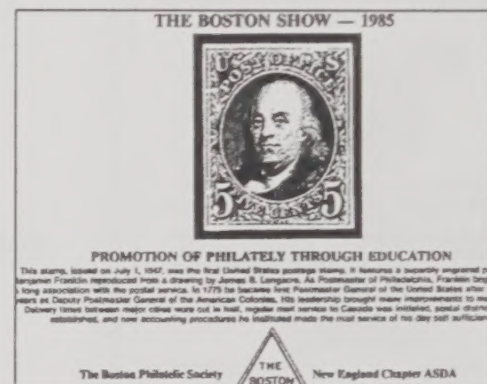 THE BOSTON SHOW — 1985
U S
POST OFFICE
5 5
FIVE CENTS
PROMOTION OF PHILATELY THROUGH EDUCATION
This stamp, issued on July 1, 1847, was the first United States postage stamp. It features a superbly engraved
Benjamin Franklin reproduced from a drawing by James B. Longacre. As Postmaster of Philadelphia, Franklin
long association with the postal service. In 1775 he became first Postmaster General of the United States after
years as Deputy Postmaster General of the American Colonies. His leadership brought many improvements to
Delivery times between major cities were cut in half, regular mail service to Canada was initiated, postal
established, and new accounting procedures he instituted made the mail service of his day self
The Boston Philatelic Society
THE
BOSTON
New England Chapter ASDA